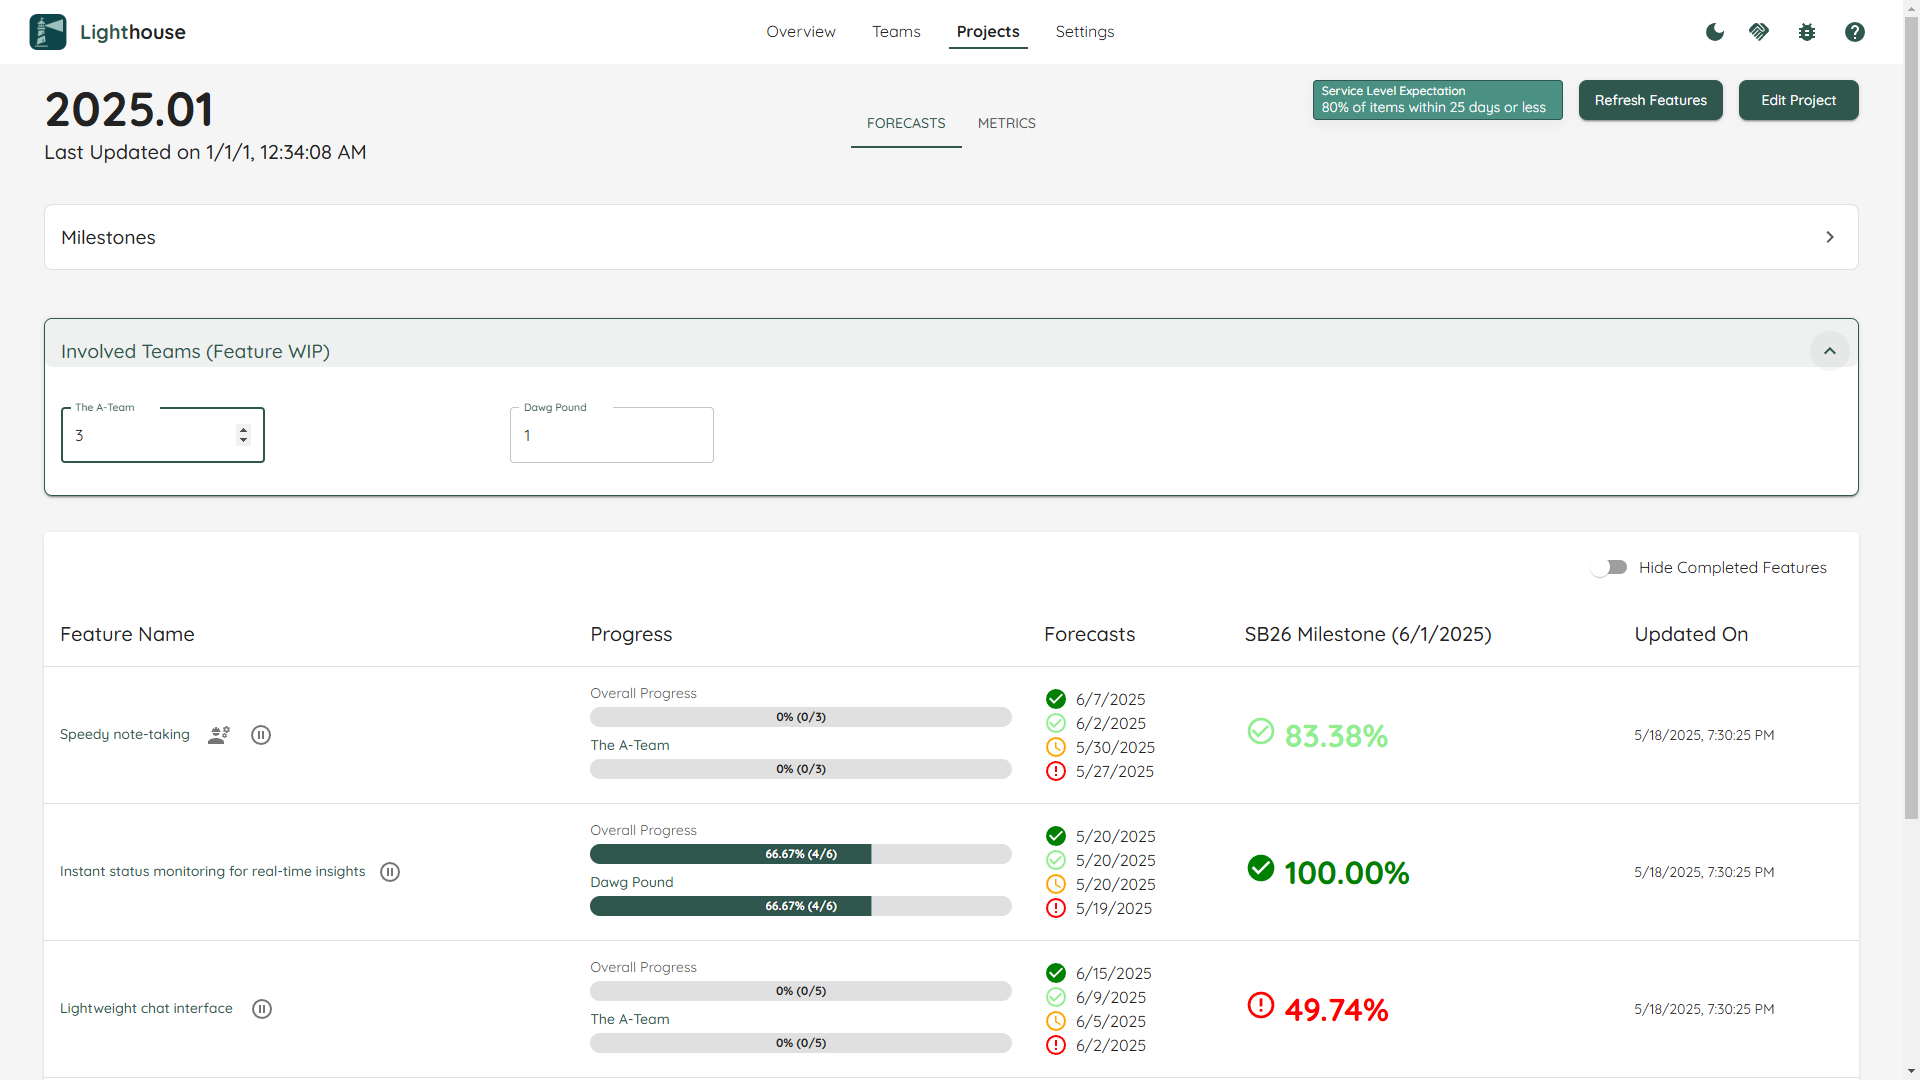 Lighthouse
Overview
Teams
Projects
Settings
2025.01
Last Updated on 1/1/1, 12:34:08 AM
FORECASTS
METRICS
Service Level Expectation
80% of items within 25 days or less
Refresh Features
Edit Project
Milestones
Involved Teams (Feature WIP)
The A-Team
3
Dawg Pound
1
Hide Completed Features
Feature Name
Progress
Forecasts
SB26 Milestone (6/1/2025)
Updated On
Speedy note-taking
Overall Progress
0% (0/3)
The A-Team
0% (0/3)
6/7/2025
6/2/2025
5/30/2025
5/27/2025
83.38%
5/18/2025, 7:30:25 PM
Instant status monitoring for real-time insights
Overall Progress
66.67% (4/6)
Dawg Pound
66.67% (4/6)
5/20/2025
5/20/2025
5/20/2025
5/19/2025
100.00%
5/18/2025, 7:30:25 PM
Lightweight chat interface
Overall Progress
0% (0/5)
The A-Team
0% (0/5)
6/15/2025
6/9/2025
6/5/2025
6/2/2025
49.74%
5/18/2025, 7:30:25 PM